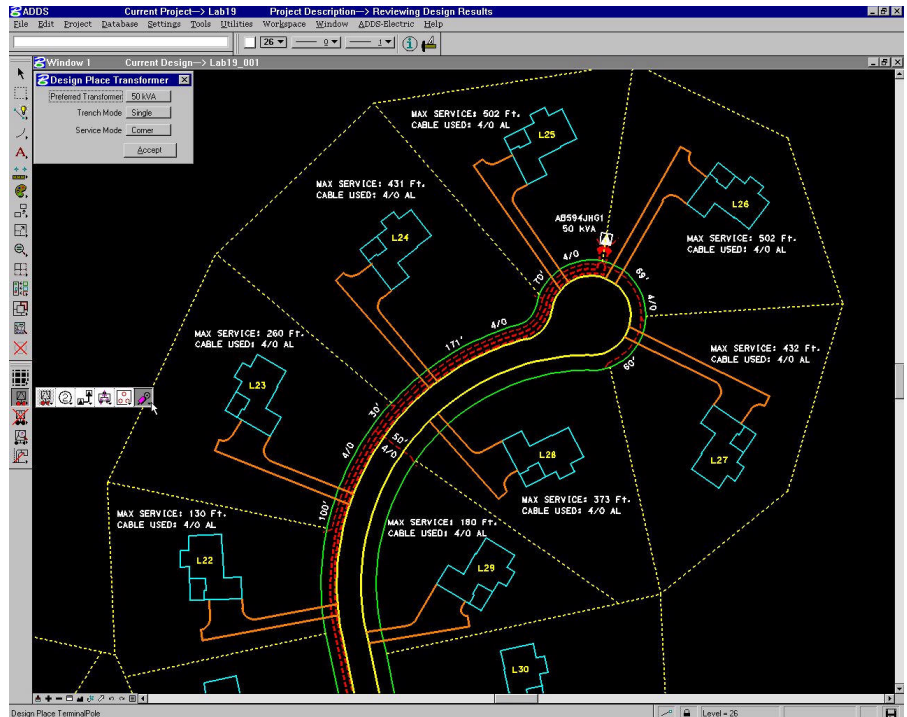 ADDS Current Project—> Lab19 Project Description—> Reviewing Design Results
File Edit Project Database Settings Tools Utilities Workspace Window ADDS-Electric Help
26 0 1
Window 1 Current Design—> Lab19_001
Design Place Transformer
Preferred Transformer 50 kVA
Trench Mode Single
Service Mode Corner
Accept
MAX SERVICE: 502 Ft.
CABLE USED: 4/0 AL
L25
MAX SERVICE: 431 Ft.
CABLE USED: 4/0 AL
L24
L26
AB594JHG1
50 kVA
MAX SERVICE: 502 Ft.
CABLE USED: 4/0 AL
4/0
70'
69'
4/0
171'
4/0
60'
MAX SERVICE: 260 Ft.
CABLE USED: 4/0 AL
L23
MAX SERVICE: 432 Ft.
CABLE USED: 4/0 AL
L27
30'
4/0
50'
4/0
L28
MAX SERVICE: 373 Ft.
CABLE USED: 4/0 AL
100'
MAX SERVICE: 130 Ft.
CABLE USED: 4/0 AL
L22
MAX SERVICE: 180 Ft.
CABLE USED: 4/0 AL
L29
L30
Design Place TerminalPole
Level = 26